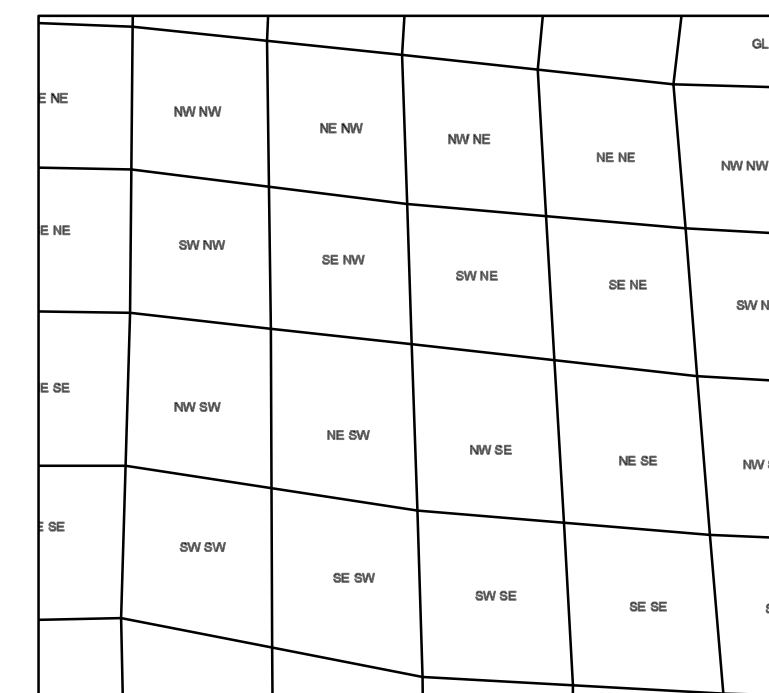 GL
E NE
NW NW
NE NW
NW NE
NE NE
NW NW
E NE
SW NW
SE NW
SW NE
SE NE
SW N
E SE
NW SW
NE SW
NW SE
NE SE
NW
E SE
SW SW
SE SW
SW SE
SE SE